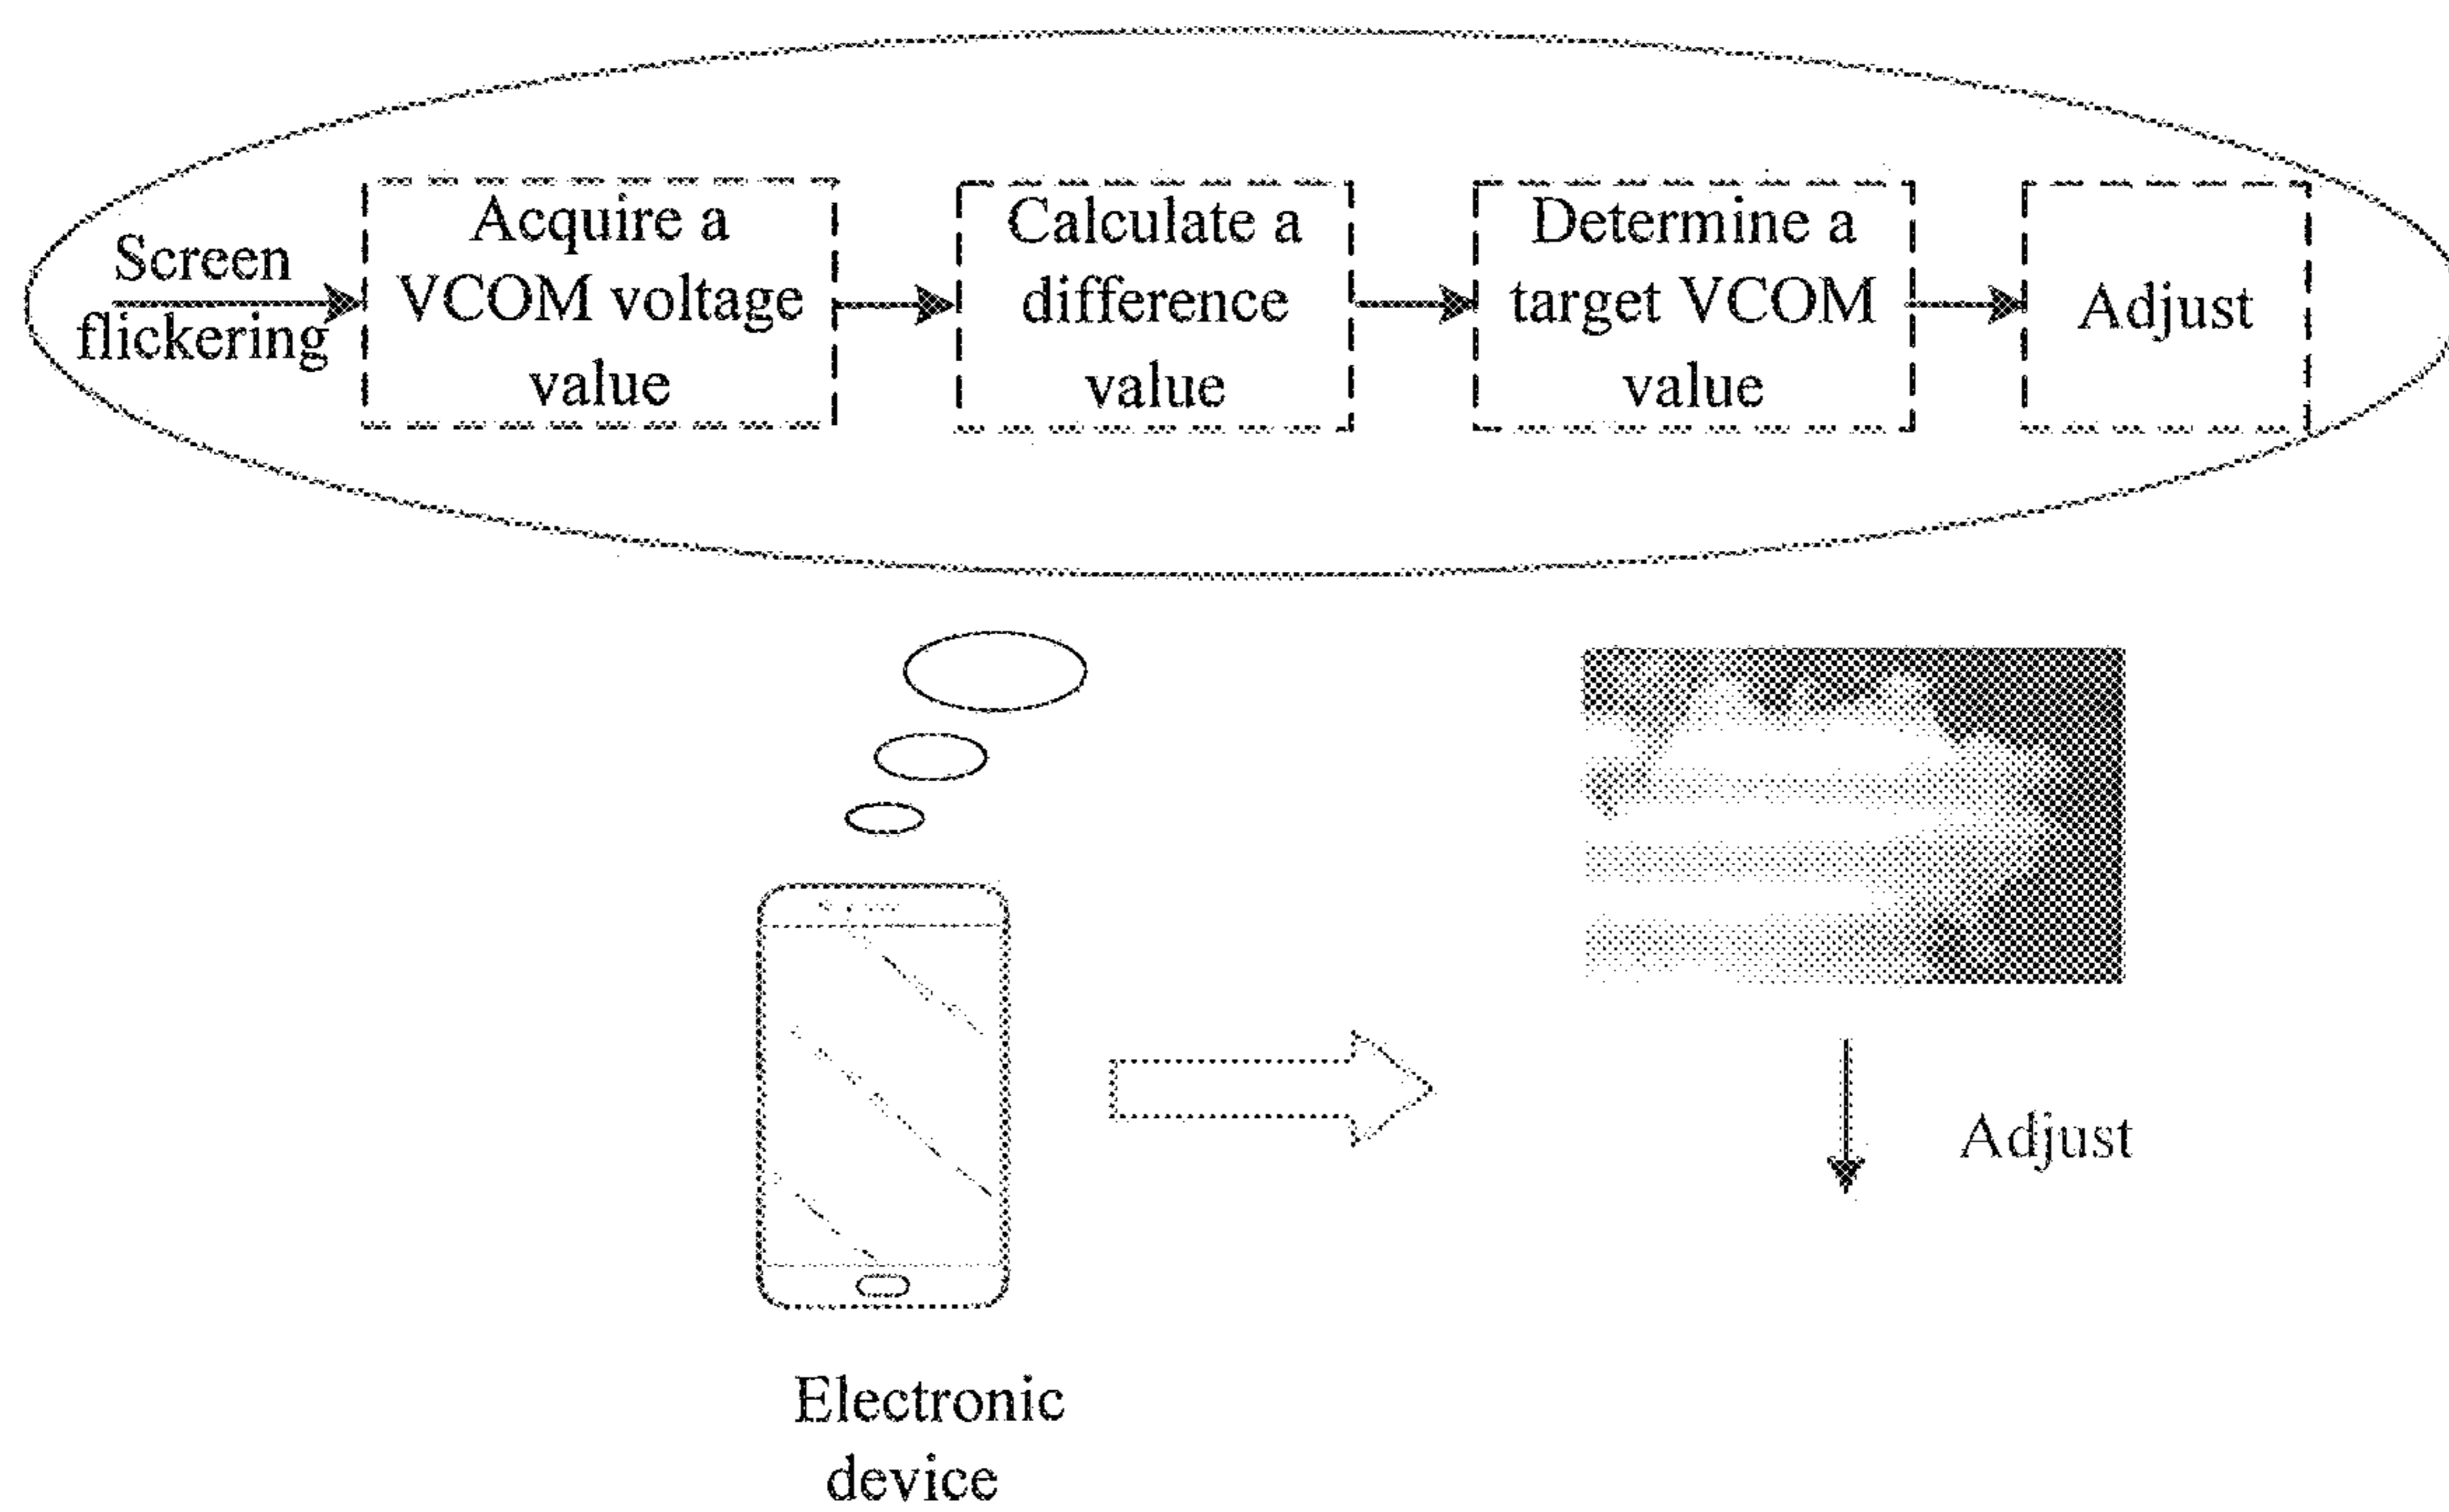 Screen
flickering
Acquire a
VCOM voltage
value
Calculate a
difference
value
Determine a
target VCOM
value
Adjust
Adjust
Electronic
device